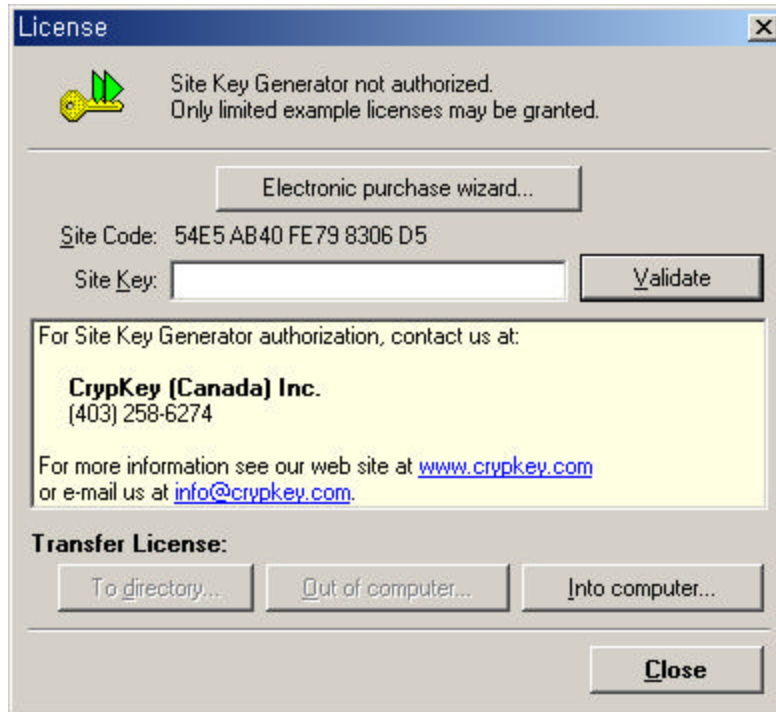 License
Site Key Generator not authorized.
Only limited example licenses may be granted.
Electronic purchase wizard...
Site Code: 54E5 AB40 FE79 8306 D5
Site Key:
Validate
For Site Key Generator authorization, contact us at:
CrypKey (Canada) Inc.
(403) 258-6274
For more information see our web site at www.crypkey.com
or e-mail us at info@crypkey.com.
Transfer License:
To directory... Out of computer... Into computer...
Close